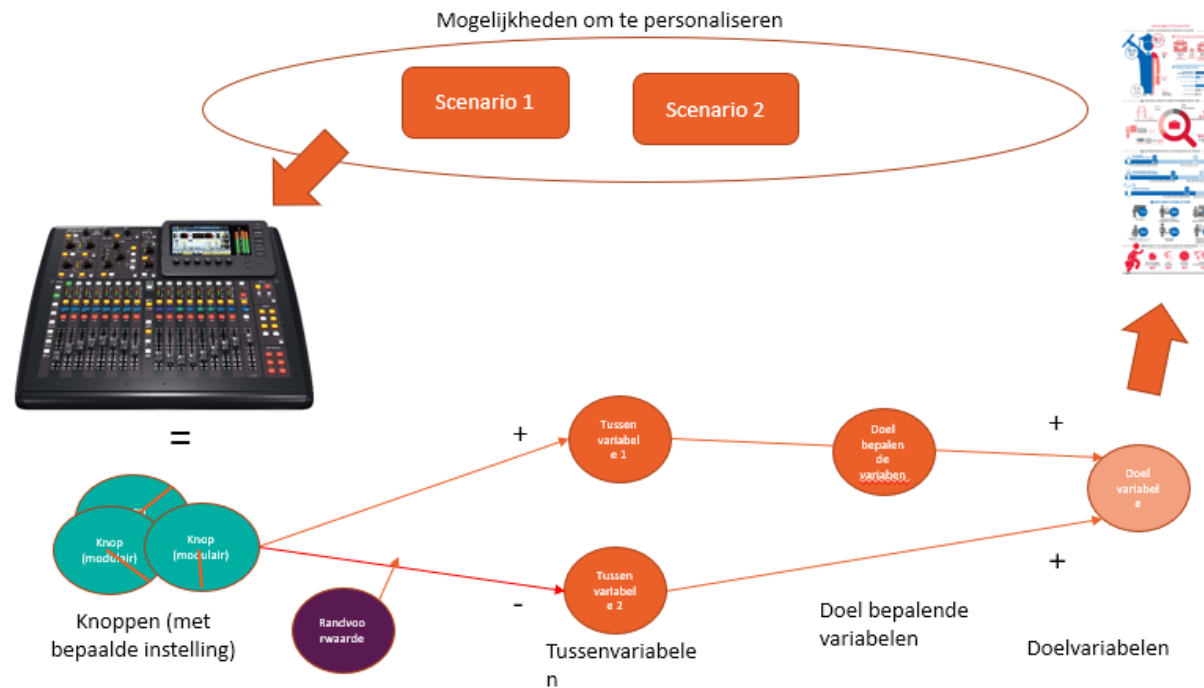 Mogelijkheden om te personaliseren
Scenario 1
Scenario 2
=
+
-
+
+
Knop
(modulair)
Knop
(modulair)
Randvoo
rwaarde
Tussen
variabel
e 1
Tussen
variabel
e 2
Doel
bepalen
de
variaben
Doel
variabel
e
Knoppen (met
bepaalde instelling)
Tussenvariabele
n
Doel bepalende
variabelen
Doelvariabelen